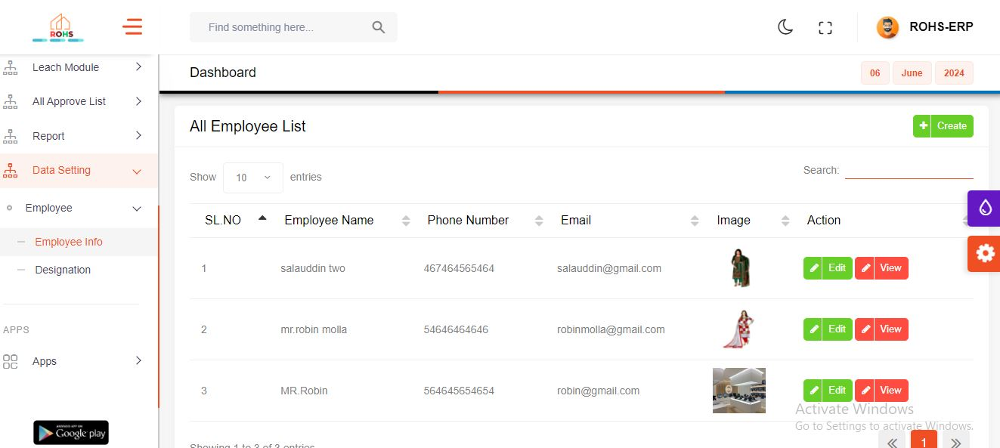 ROHS
Find something here...
ROHS-ERP
Leach Module
All Approve List
Report
Data Setting
Employee
Employee Info
Designation
APPS
Apps
ANDROID APP ON
Google play
Dashboard
06 June 2024
All Employee List
Create
Show 10 entries
Search:
SL.NO Employee Name Phone Number Email Image Action
1 salauddin two 467464565464 salauddin@gmail.com Edit View
2 mr.robin molla 54646464646 robinmolla@gmail.com Edit View
3 MR.Robin 564645654654 robin@gmail.com Edit View
Activate Windows
Go to Settings to activate Windows.
Showing 1 to 3 of 3 entries
« 1 »